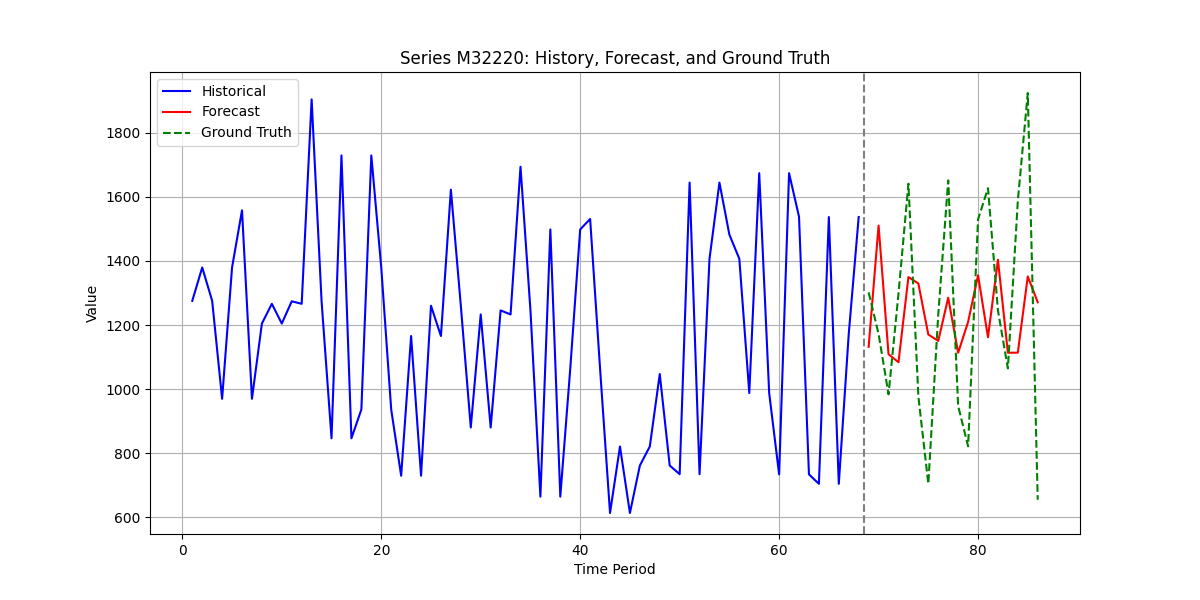 Series M32220: History, Forecast, and Ground Truth
Historical
Forecast
Ground Truth
1800
1600
1400
1200
1000
800
600
Value
0 20 40 60 80
Time Period